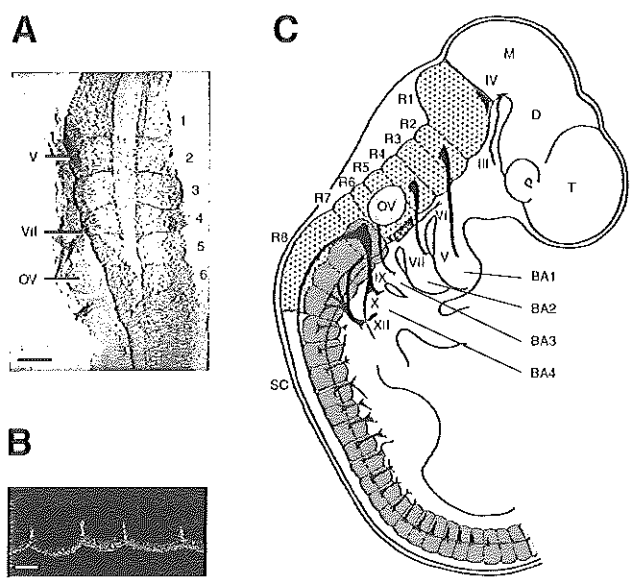 A
V
VII
OV
1
2
3
4
5
6
B
C
M
IV
R1
D
R2
R3
III
R4
R5
T
R6
R7
OV
VI
R8
VII
V
BA1
IX
BA2
X
XII
BA3
BA4
SC